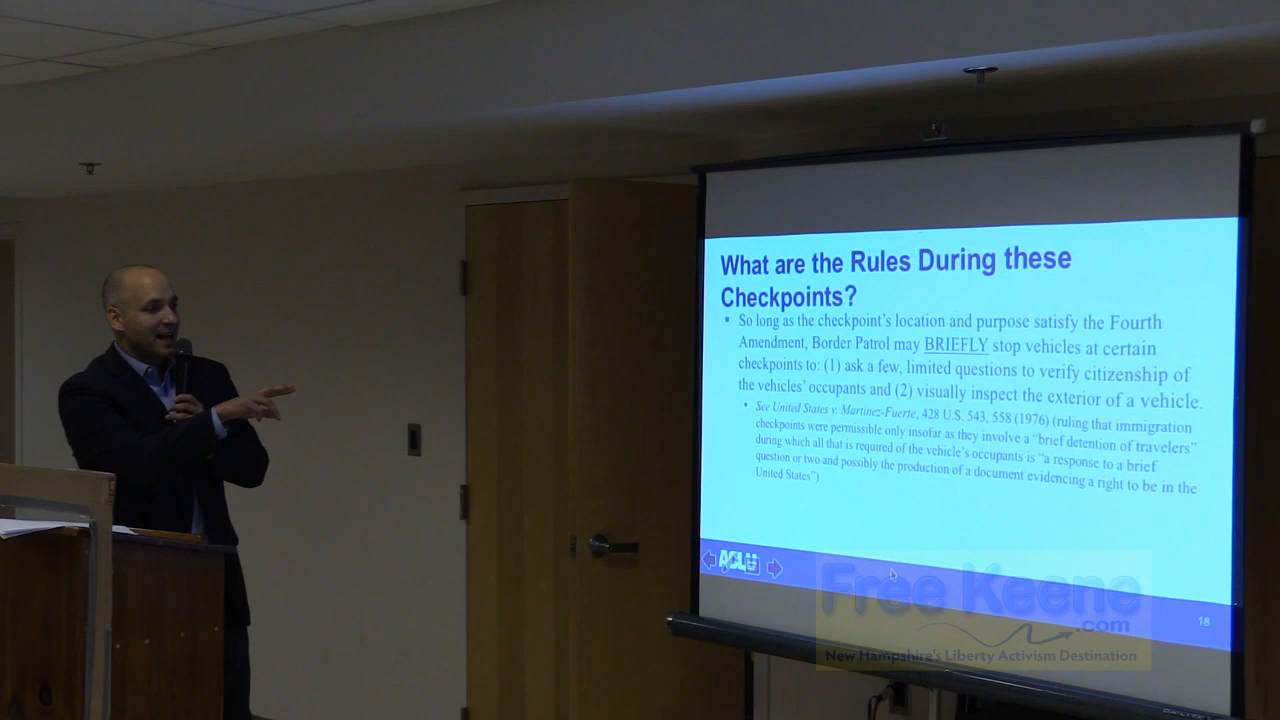 What are the Rules During these
Checkpoints?
So long as the checkpoint's location and purpose satisfy the Fourth
Amendment, Border Patrol may BRIEFLY stop vehicles at certain
checkpoints to: (1) ask a few, limited questions to verify citizenship of
the vehicles' occupants and (2) visually inspect the exterior of a vehicle.
See United States v. Martinez-Fuerte, 428 U.S. 543, 558 (1976) (ruling that immigration
checkpoints were permissible only insofar as they involve a "brief detention of travelers"
during which all that is required of the vehicle's occupants is "a response to a brief
question or two and possibly the production of a document evidencing a right to be in the
United States")
ACLU
18
Free Keene
.com
New Hampshire's Liberty Activism Destination